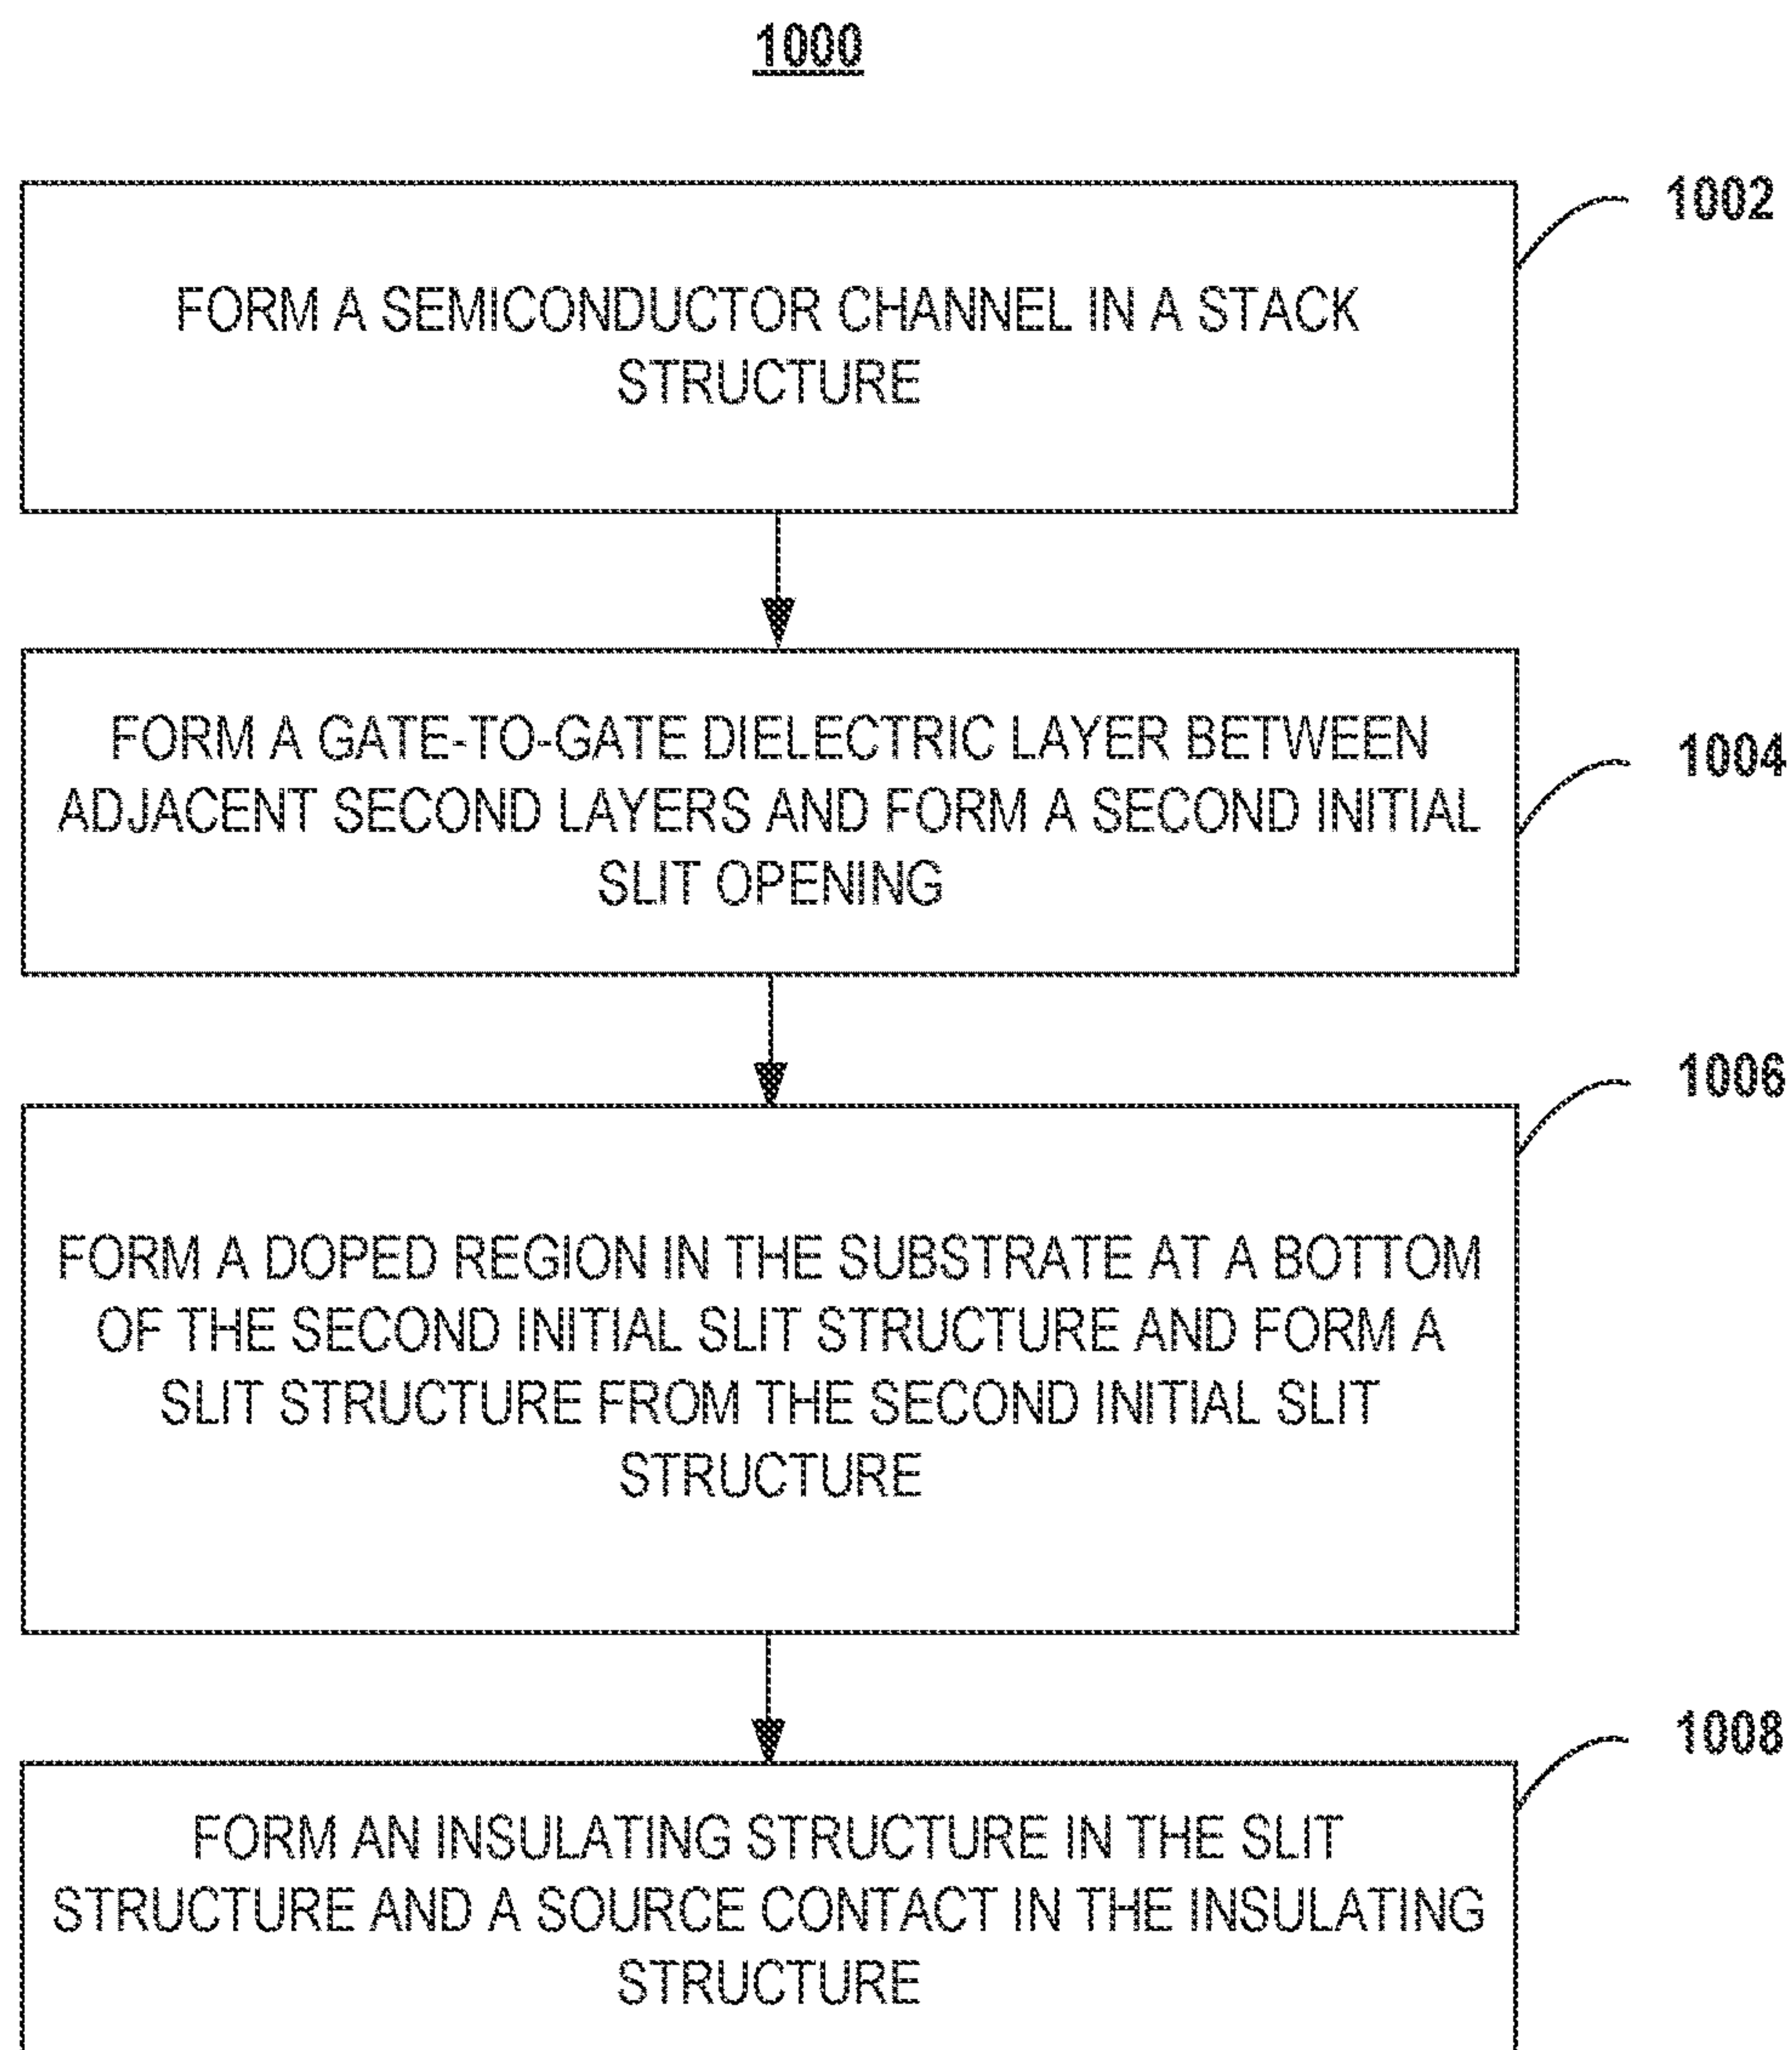 1000
1002
FORM A SEMICONDUCTOR CHANNEL IN A STACK
STRUCTURE
FORM A GATE-TO-GATE DIELECTRIC LAYER BETWEEN
1004
ADJACENT SECOND LAYERS AND FORM A SECOND INITIAL
SLIT OPENING
1006
FORM A DOPED REGION IN THE SUBSTRATE AT A BOTTOM
OF THE SECOND INITIAL SLIT STRUCTURE AND FORM A
SLIT STRUCTURE FROM THE SECOND INITIAL SLIT
STRUCTURE
1008
FORM AN INSULATING STRUCTURE IN THE SLIT
STRUCTURE AND A SOURCE CONTACT IN THE INSULATING
STRUCTURE